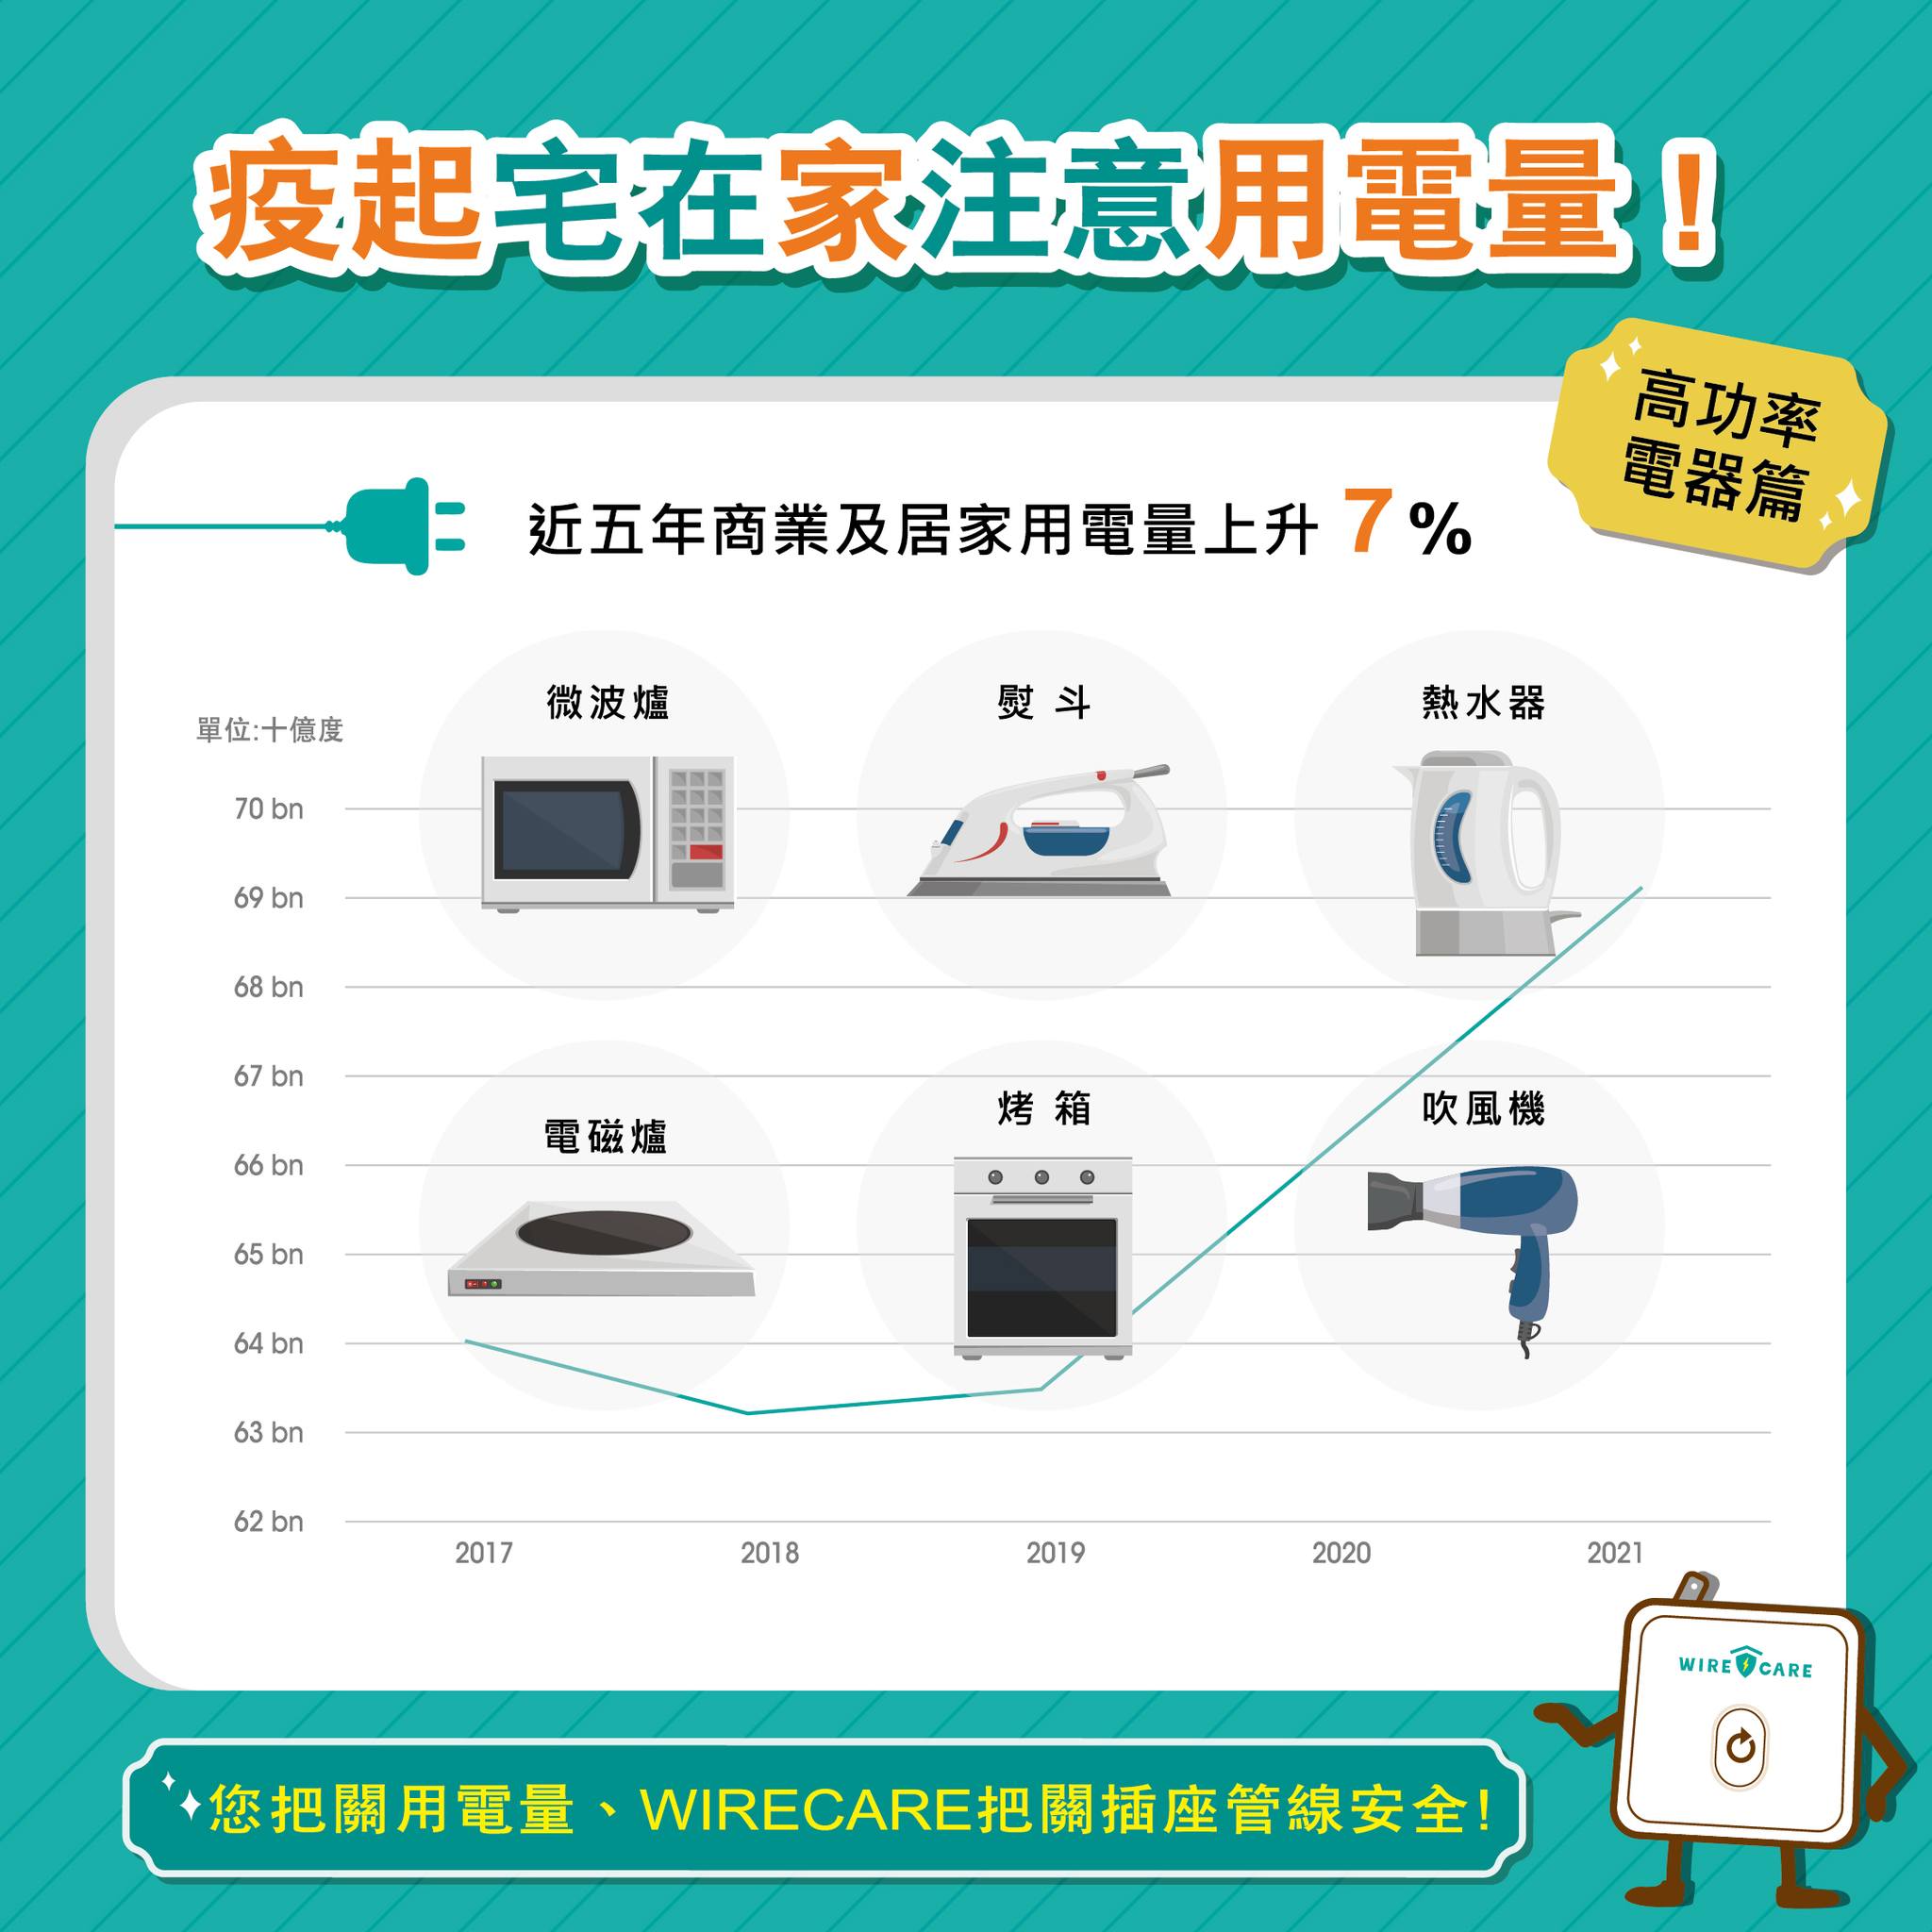 疫起宅在家注意用電量！
高功率
電器篇
近五年商業及居家用電量上升 7 %
微波爐
熨 斗
熱水器
單位:十億度
70 bn
69 bn
68 bn
67 bn
電磁爐
烤 箱
吹風機
66 bn
65 bn
64 bn
63 bn
62 bn
2017 2018 2019 2020 2021
WIRE CARE
您把關用電量、WIRECARE把關插座管線安全!